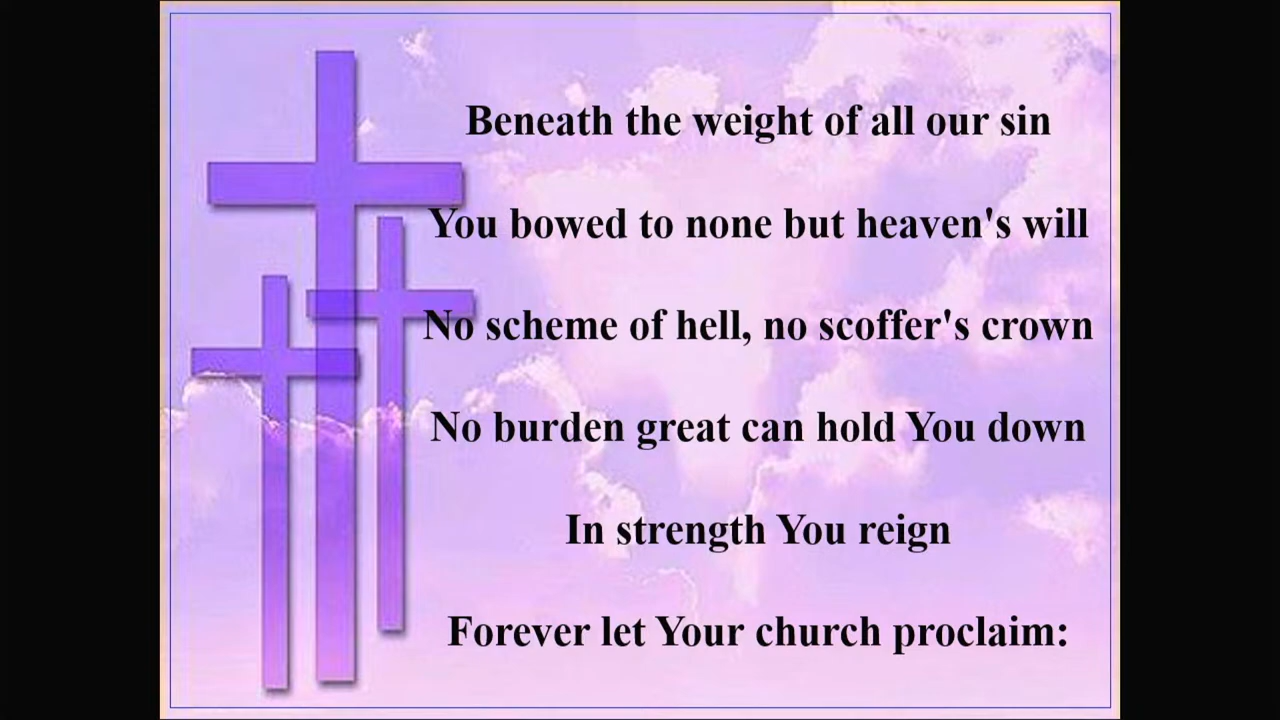 Beneath the weight of all our sin
You bowed to none but heaven's will
No scheme of hell, no scoffer's crown
No burden great can hold You down
In strength You reign
Forever let Your church proclaim: